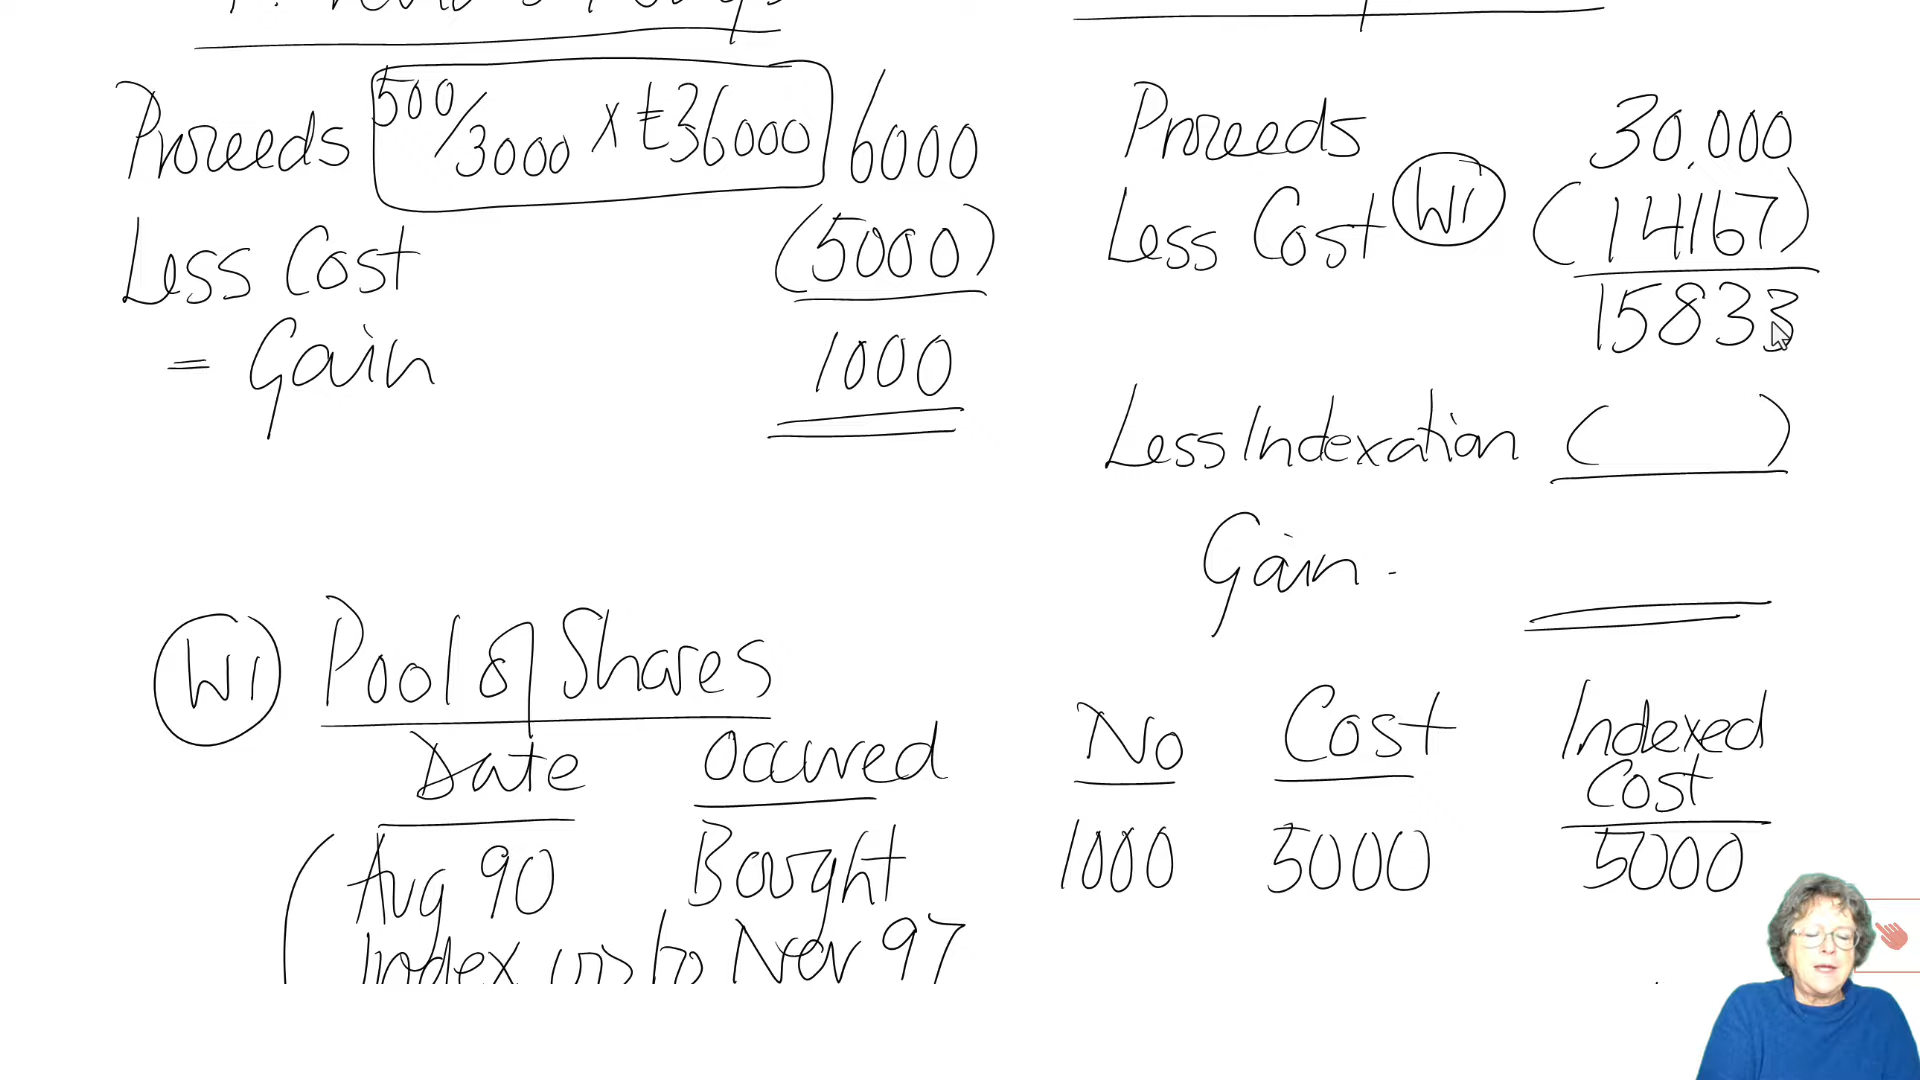 Proceeds 500/3000 x £36000 6000
Less Cost (5000)
= Gain 1000
Proceeds 30,000
Less Cost W1 (14167)
15833
Less Indexation ( )
Gain.
W1 Pool of Shares
Date Occured No Cost Indexed Cost
Aug 90 Bought 1000 5000 5000
Index to Nov 97